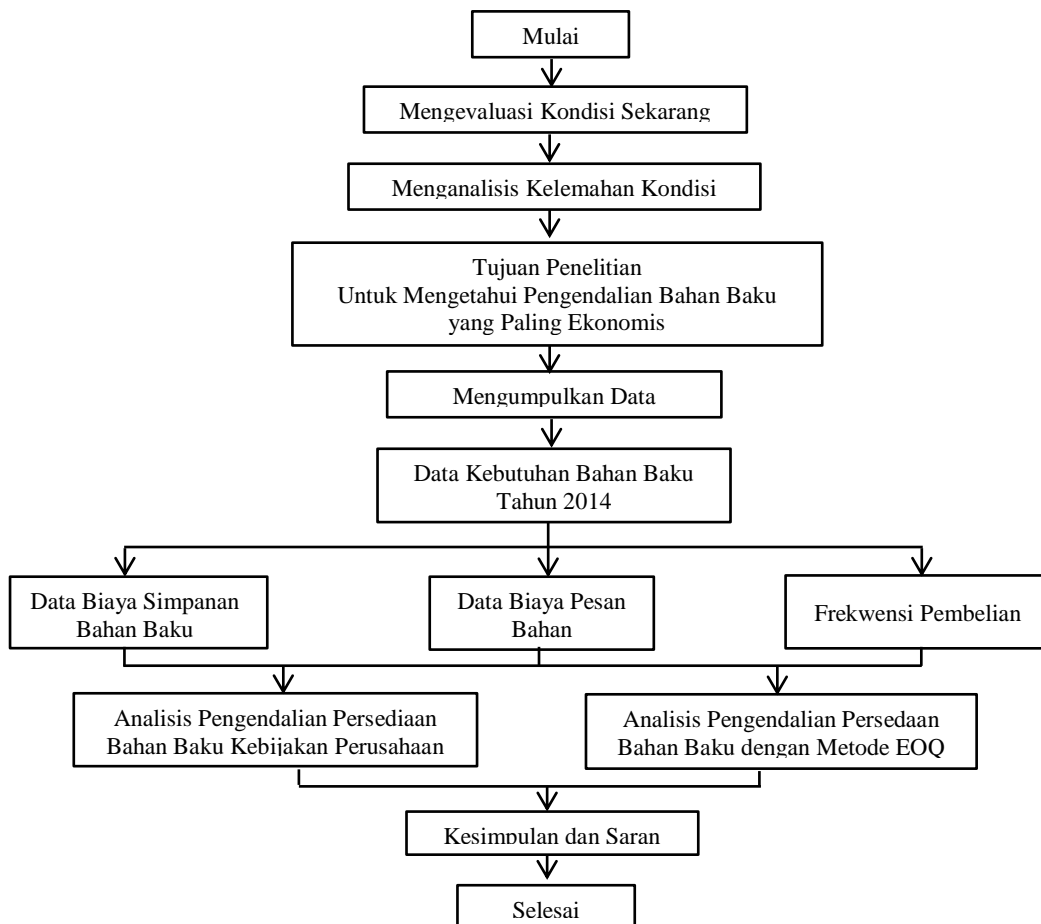 Mulai
Mengevaluasi Kondisi Sekarang
Menganalisis Kelemahan Kondisi
Tujuan Penelitian
Untuk Mengetahui Pengendalian Bahan Baku
yang Paling Ekonomis
Mengumpulkan Data
Data Kebutuhan Bahan Baku
Tahun 2014
Data Biaya Simpanan
Bahan Baku
Data Biaya Pesan
Bahan
Frekwensi Pembelian
Analisis Pengendalian Persediaan
Bahan Baku Kebijakan Perusahaan
Analisis Pengendalian Persedaan
Bahan Baku dengan Metode EOQ
Kesimpulan dan Saran
Selesai